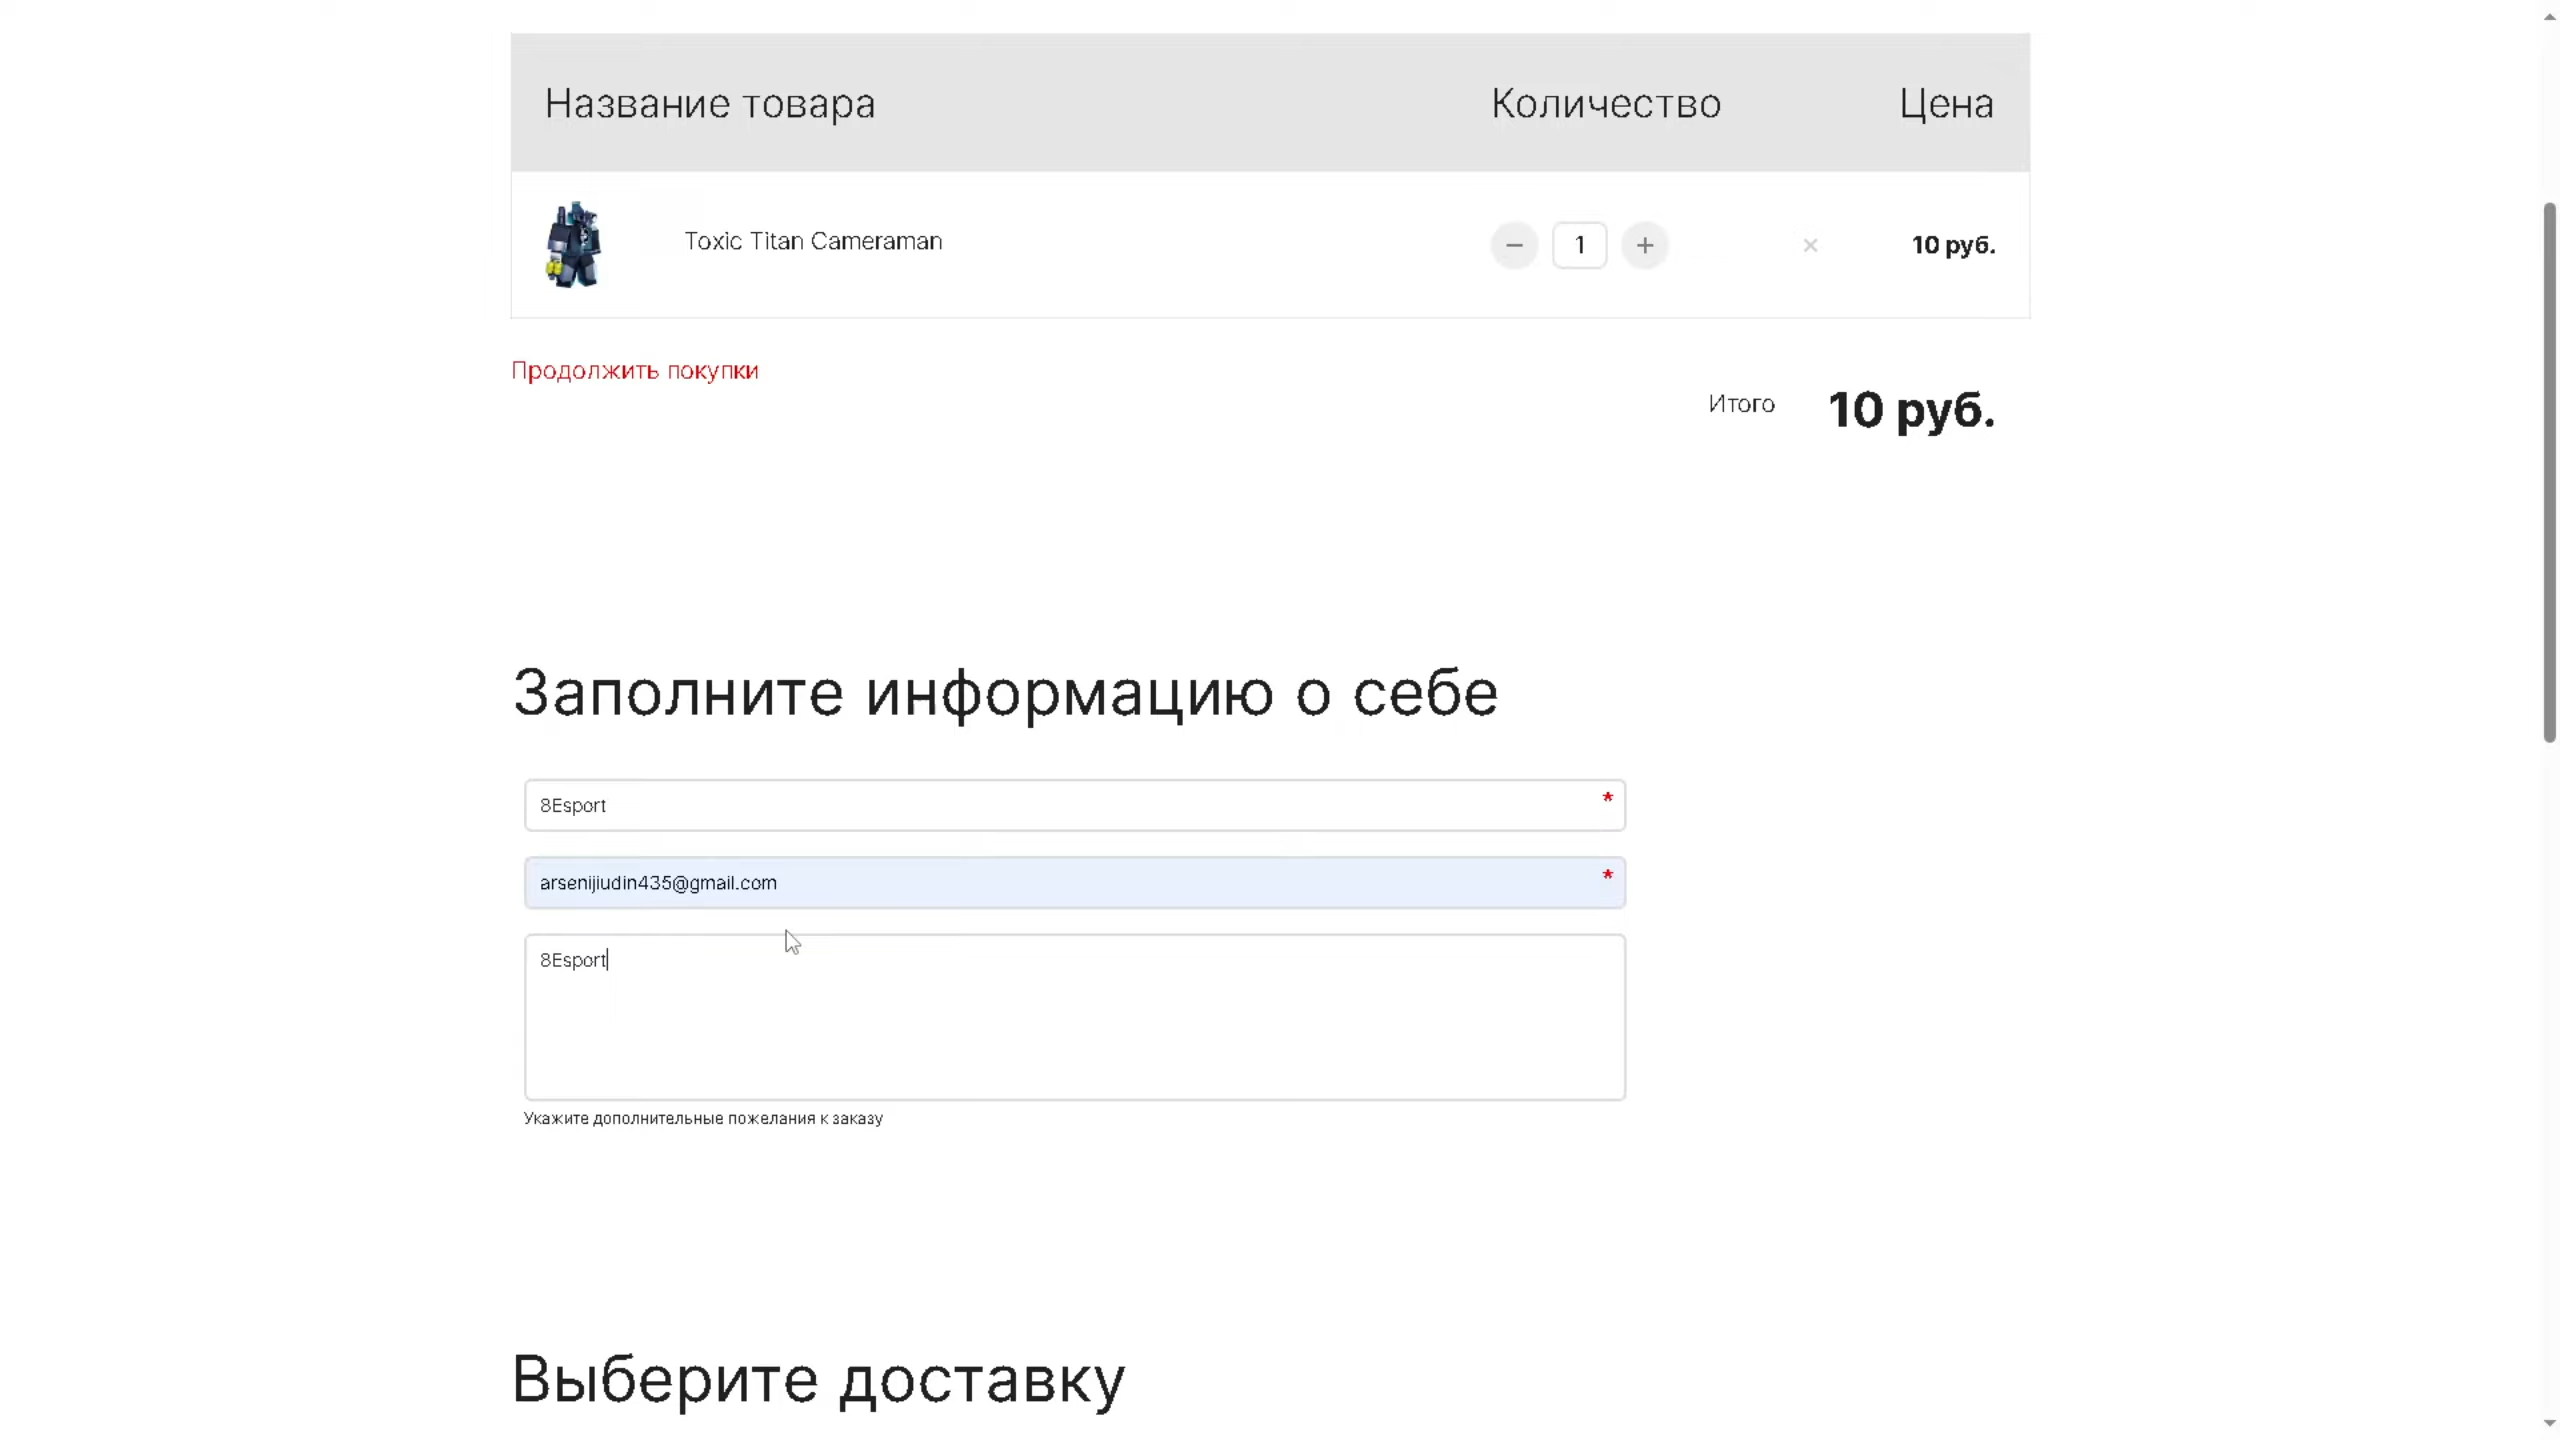 Название товара Количество Цена
Toxic Titan Cameraman − 1 + × 10 руб.
Продолжить покупки
Итого 10 руб.
Заполните информацию о себе
8Esport *
arsenijiudin435@gmail.com *
8Esport
Укажите дополнительные пожелания к заказу
Выберите доставку